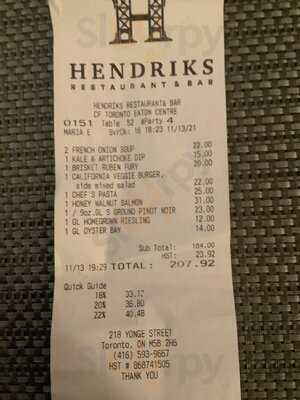 H
HENDRIKS
RESTAURANT & BAR
HENDRIKS RESTAURANT& BAR
CF TORONTO EATON CENTRE
0151 Table 52 #Party 4
MARIA E SvrCk: 16 18:23 11/13/21
2 FRENCH ONION SOUP 22.00
1 KALE & ARTICHOKE DIP 15.00
1 BRISKET RUBEN FURY 20.00
1 CALIFORNIA VEGGIE BURGER,
side mixed salad 22.00
1 CHEF'S PASTA 25.00
1 HONEY WALNUT SALMON 31.00
1 / 9oz.GL S GROUND PINOT NOIR 23.00
1 GL HOMEGROWN RIESLING 12.00
1 GL OYSTER BAY 14.00
Sub Total: 184.00
HST: 23.92
11/13 19:29 TOTAL: 207.92
Quick Guide
18% 33.12
20% 36.80
22% 40.48
218 YONGE STREET
Toronto, ON M5B 2H6
(416) 593-9667
HST # 868741505
THANK YOU